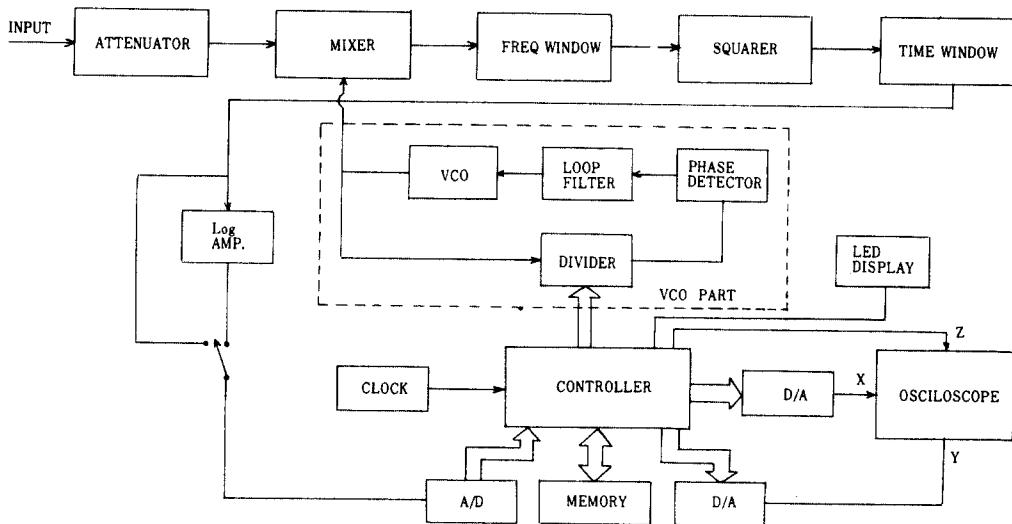 INPUT
ATTENUATOR
MIXER
FREQ WINDOW
SQUARER
TIME WINDOW
VCO
LOOP
FILTER
PHASE
DETECTOR
Log
AMP.
DIVIDER
LED
DISPLAY
VCO PART
Z
CLOCK
CONTROLLER
D/A
X
OSCILOSCOPE
Y
A/D
MEMORY
D/A